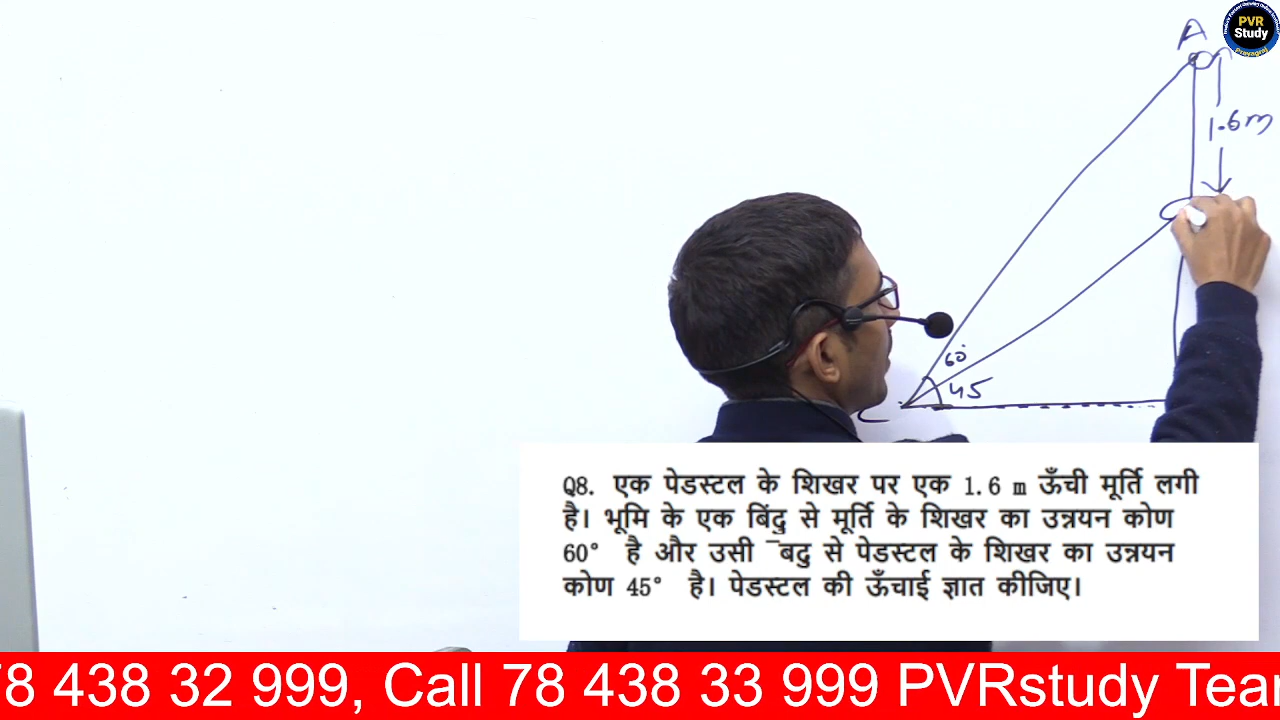 PVR
Study
Prayagraj
A
1.6m
60°
45
C
Q8. एक पेडस्टल के शिखर पर एक 1.6 m ऊँची मूर्ति लगी
है। भूमि के एक बिंदु से मूर्ति के शिखर का उन्नयन कोण
60° है और उसी ¯बदु से पेडस्टल के शिखर का उन्नयन
कोण 45° है। पेडस्टल की ऊँचाई ज्ञात कीजिए।
78 438 32 999, Call 78 438 33 999 PVRstudy Tear